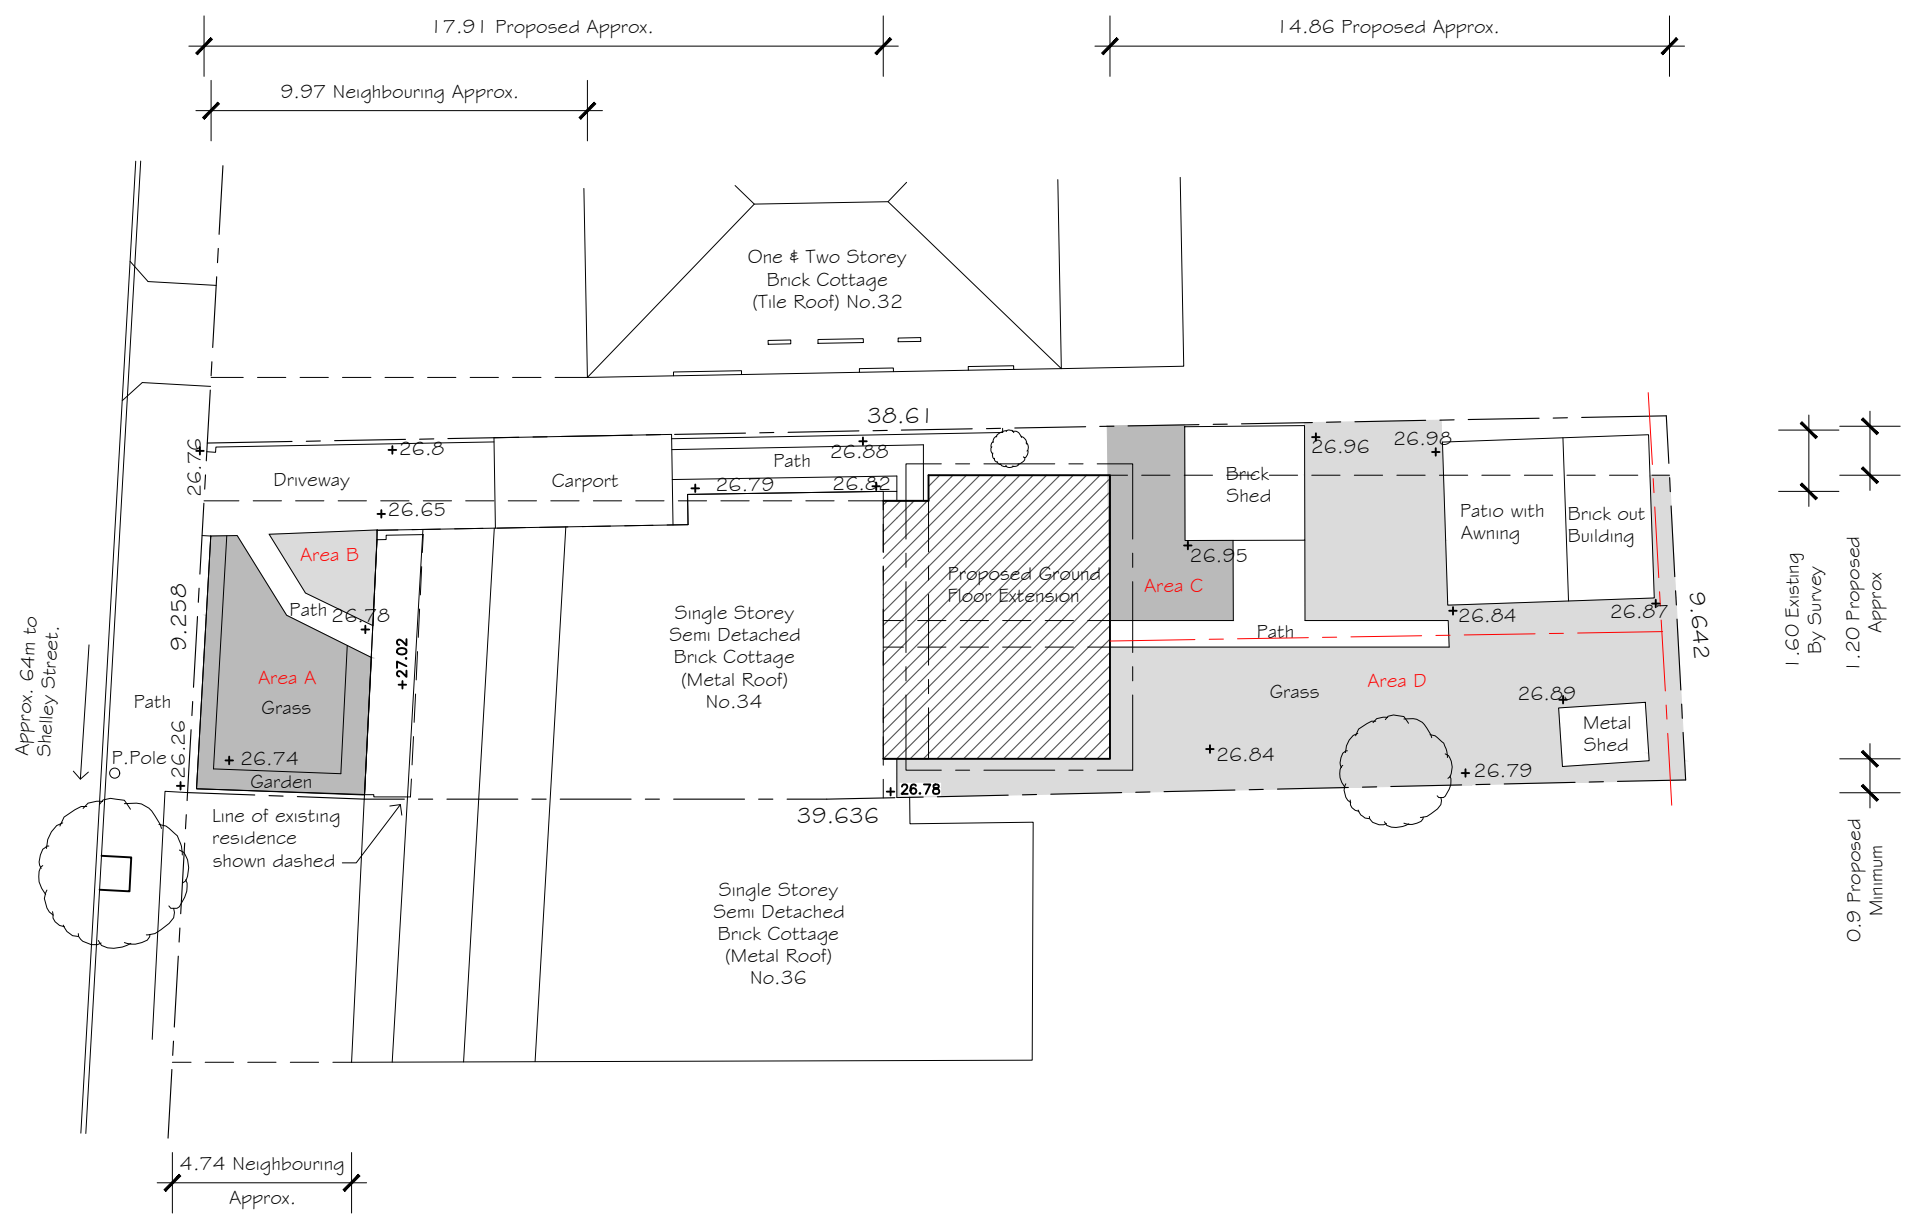 17.91 Proposed Approx.
14.86 Proposed Approx.
9.97 Neighbouring Approx.
One & Two Storey
Brick Cottage
(Tile Roof) No.32
38.61
26.76
26.8
Driveway
26.65
Carport
Path
26.88
26.79
26.82
Brick
Shed
26.96
26.98
Patio with
Awning
Brick out
Building
26.95
Area B
Path
26.78
9.258
Area A
Grass
27.02
26.74
Garden
Single Storey
Semi Detached
Brick Cottage
(Metal Roof)
No.34
Proposed Ground
Floor Extension
Area C
Path
26.84
26.87
Grass
Area D
26.89
Metal
Shed
26.84
26.79
9.642
1.60 Existing
By Survey
1.20 Proposed
Approx
0.9 Proposed
Minimum
Approx. 64m to
Shelley Street.
Path
P.Pole
26.26
26.78
39.636
Line of existing
residence
shown dashed
Single Storey
Semi Detached
Brick Cottage
(Metal Roof)
No.36
4.74 Neighbouring
Approx.